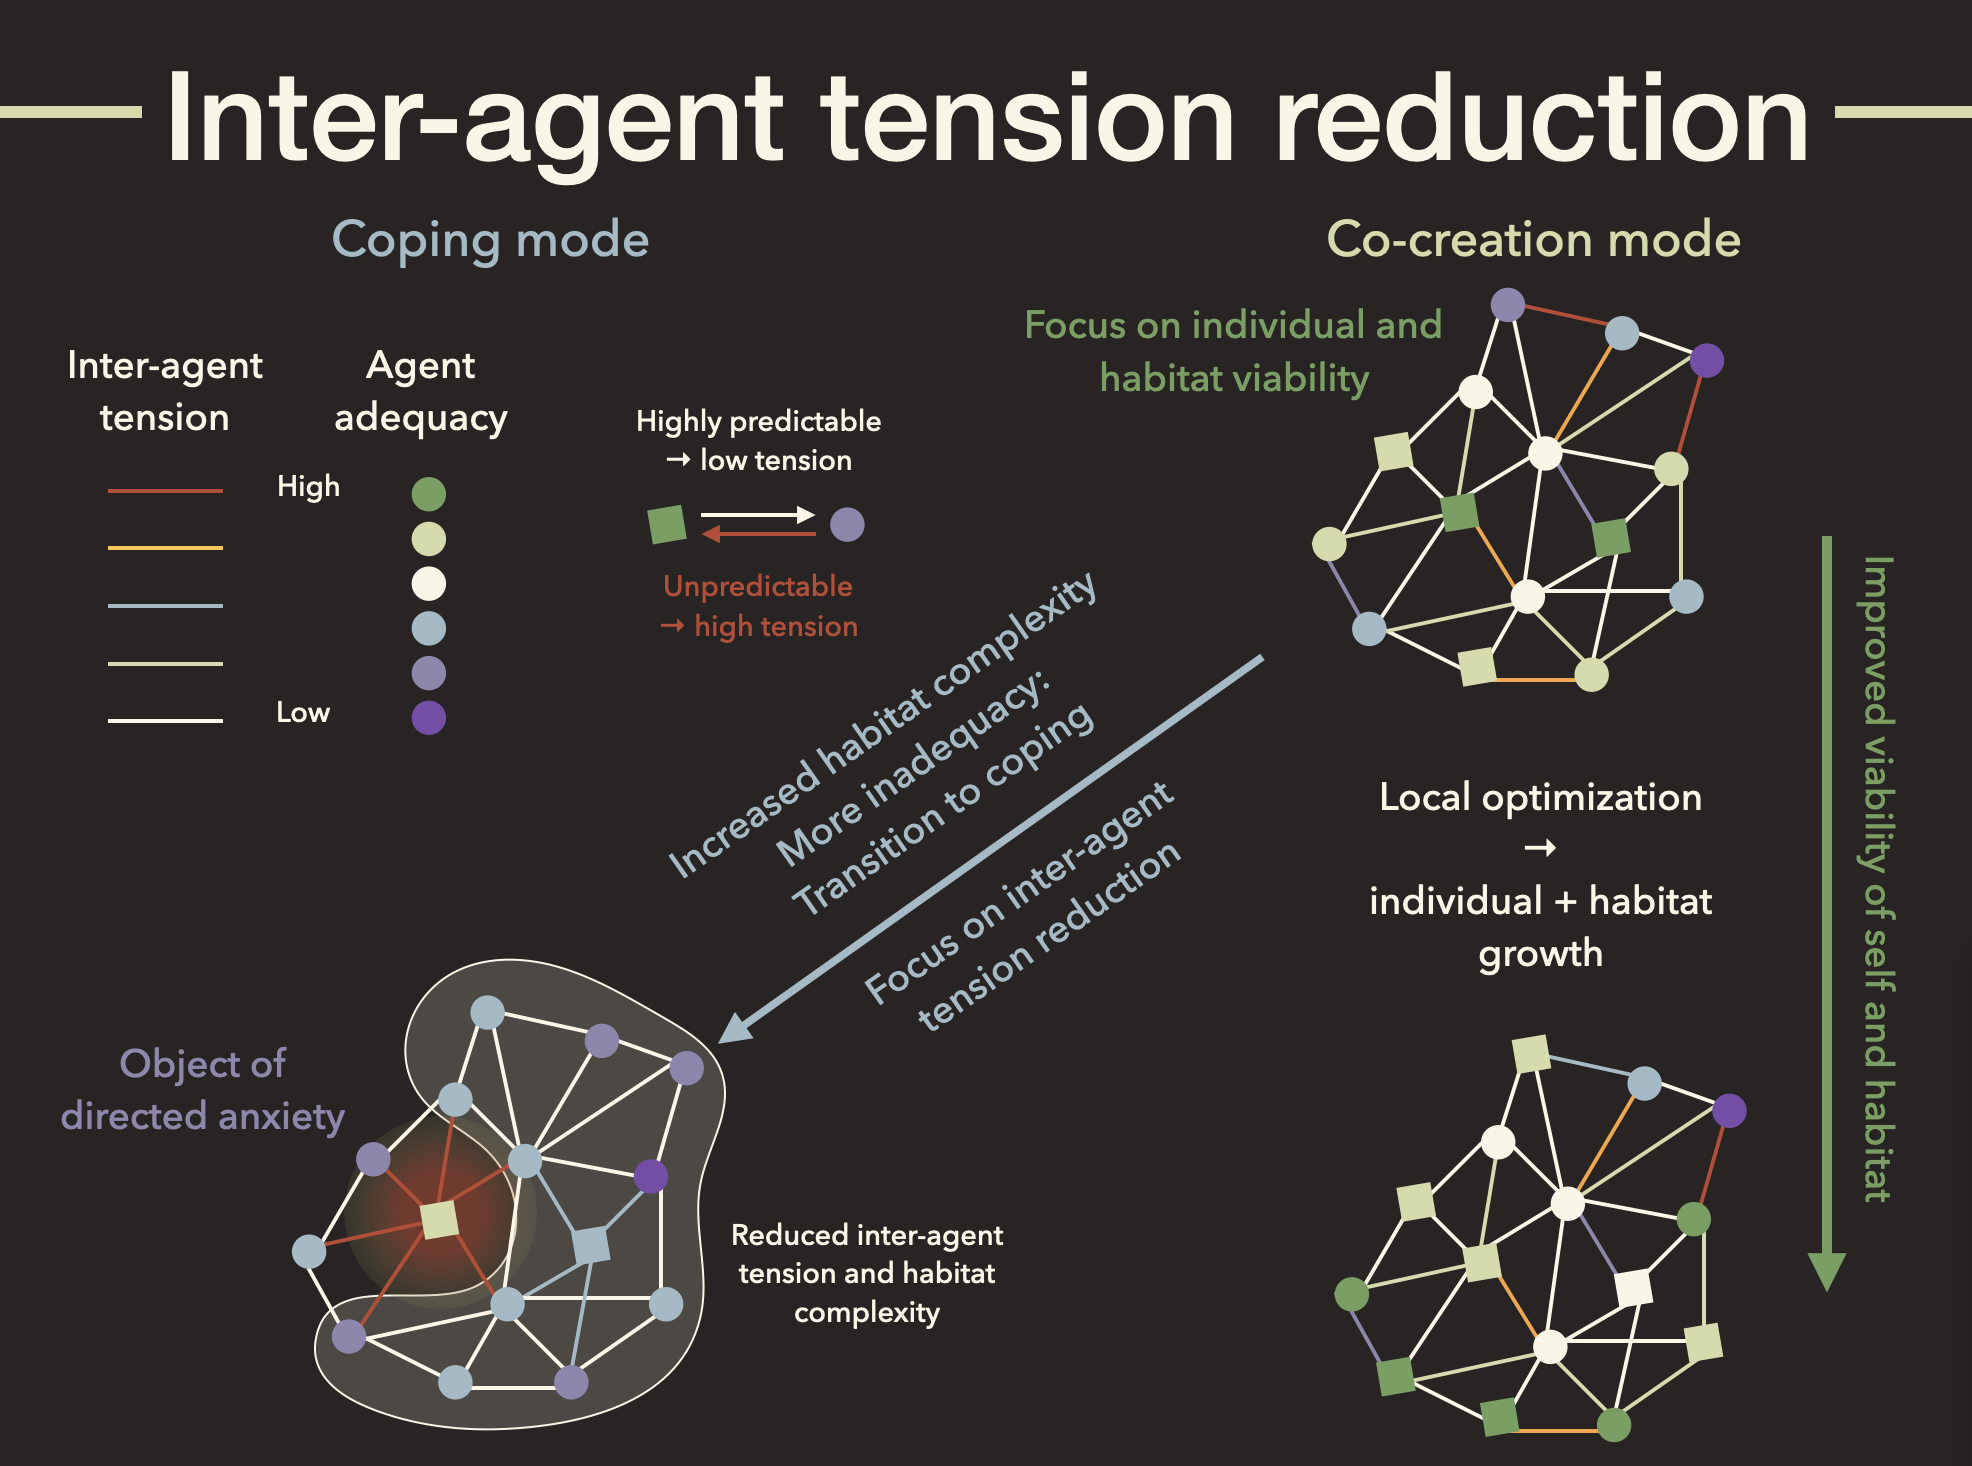 Inter-agent tension reduction
Coping mode
Co-creation mode
Focus on individual and
habitat viability
Inter-agent
tension
Agent
adequacy
High
Low
Highly predictable
→ low tension
Unpredictable
→ high tension
Increased habitat complexity
More inadequacy:
Transition to coping
Focus on inter-agent
tension reduction
Local optimization
→
individual + habitat
growth
Improved viability of self and habitat
Object of
directed anxiety
Reduced inter-agent
tension and habitat
complexity